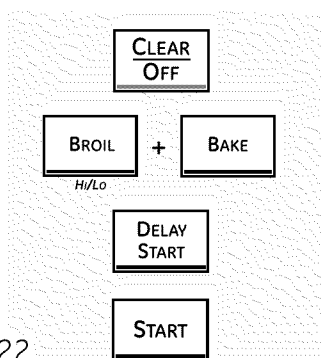 CLEAR
OFF
BROIL + BAKE
HI/LO
DELAY
START
START
??